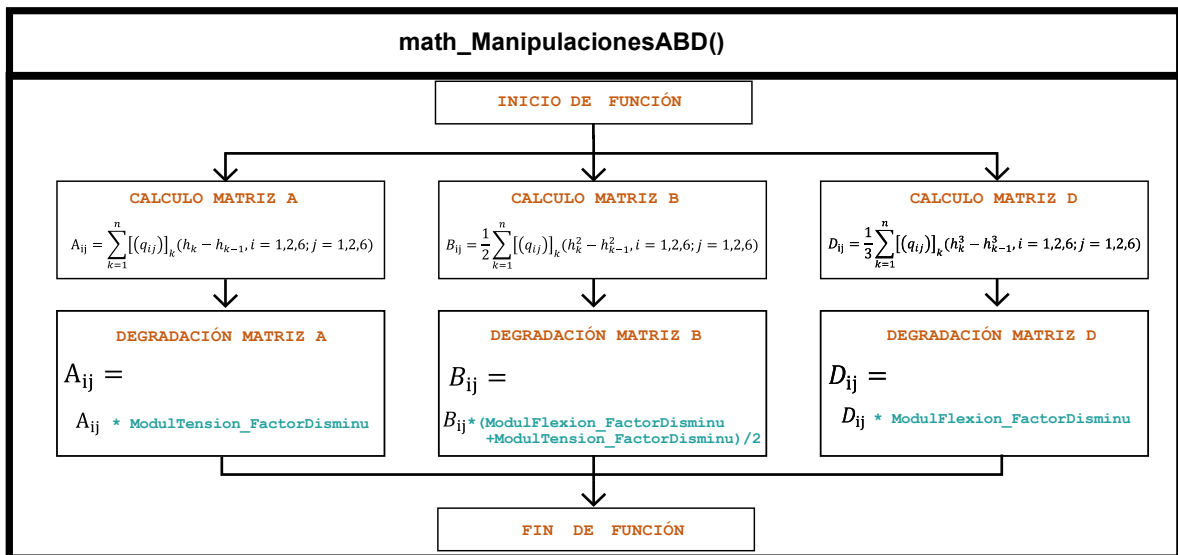 math_ManipulacionesABD()
INICIO DE FUNCIÓN
CALCULO MATRIZ A
A_ij = ∑_{k=1}^{n} [(q_ij)]_k (h_k − h_{k−1}, i = 1,2,6; j = 1,2,6)
CALCULO MATRIZ B
B_ij = 1/2 ∑_{k=1}^{n} [(q_ij)]_k (h_k^2 − h_{k−1}^2, i = 1,2,6; j = 1,2,6)
CALCULO MATRIZ D
D_ij = 1/3 ∑_{k=1}^{n} [(q_ij)]_k (h_k^3 − h_{k−1}^3, i = 1,2,6; j = 1,2,6)
DEGRADACIÓN MATRIZ A
A_ij =
A_ij * ModulTension_FactorDisminu
DEGRADACIÓN MATRIZ B
B_ij =
B_ij*(ModulFlexion_FactorDisminu
+ModulTension_FactorDisminu)/2
DEGRADACIÓN MATRIZ D
D_ij =
D_ij * ModulFlexion_FactorDisminu
FIN DE FUNCIÓN